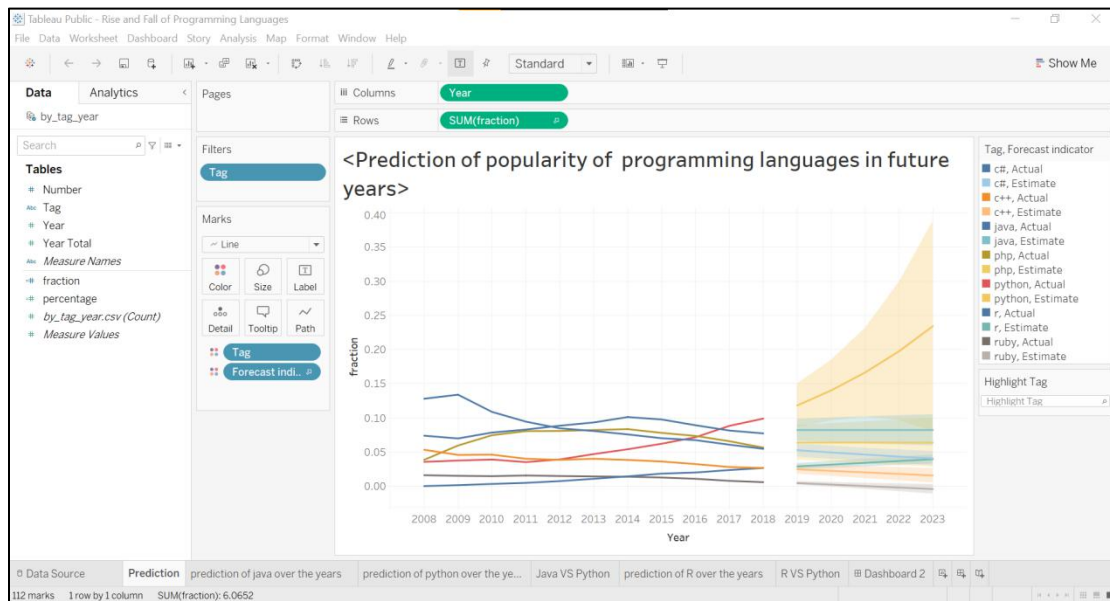 Tableau Public - Rise and Fall of Programming Languages
File Data Worksheet Dashboard Story Analysis Map Format Window Help
Standard
Show Me
Data Analytics
by_tag_year
Search
Tables
Number
Abc Tag
Year
Year Total
Abc Measure Names
fraction
percentage
by_tag_year.csv (Count)
Measure Values
Pages
Filters
Tag
Marks
Line
Color Size Label
Detail Tooltip Path
Tag
Forecast indi..
Columns Year
Rows SUM(fraction)
<Prediction of popularity of programming languages in future
years>
0.40
0.35
0.30
0.25
0.20
0.15
0.10
0.05
0.00
fraction
2008 2009 2010 2011 2012 2013 2014 2015 2016 2017 2018 2019 2020 2021 2022 2023
Year
Tag, Forecast indicator
c#, Actual
c#, Estimate
c++, Actual
c++, Estimate
java, Actual
java, Estimate
php, Actual
php, Estimate
python, Actual
python, Estimate
r, Actual
r, Estimate
ruby, Actual
ruby, Estimate
Highlight Tag
Highlight Tag
Data Source Prediction prediction of java over the years prediction of python over the ye... Java VS Python prediction of R over the years R VS Python Dashboard 2
112 marks 1 row by 1 column SUM(fraction): 6.0652